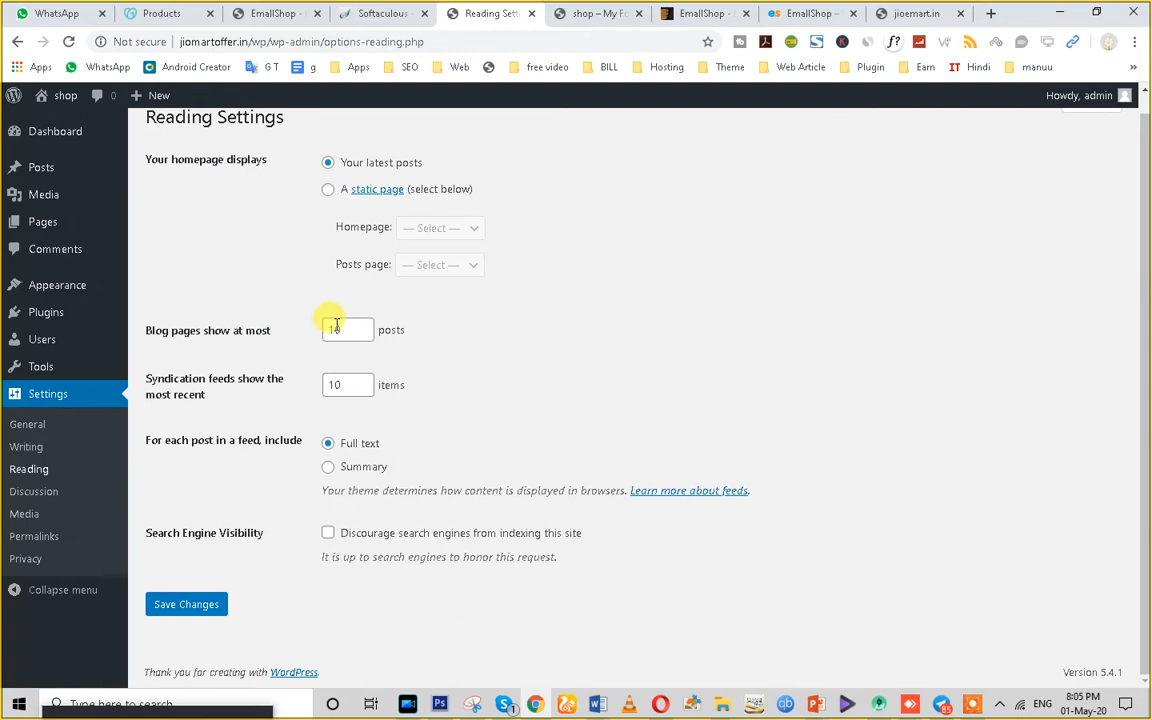 WhatsApp
Products
EmallShop -
Softaculous -
Reading Setti
shop – My F
EmallShop -
EmallShop -
jioemart.in
Not secure
jiomartoffer.in/wp/wp-admin/options-reading.php
Apps
WhatsApp
Android Creator
G T
g
Apps
SEO
Web
free video
BILL
Hosting
Theme
Web Article
Plugin
Earn
IT Hindi
manuu
»
shop
0
New
Howdy, admin
Dashboard
Posts
Media
Pages
Comments
Appearance
Plugins
Users
Tools
Settings
General
Writing
Reading
Discussion
Media
Permalinks
Privacy
Collapse menu
Reading Settings
Your homepage displays
Your latest posts
A static page (select below)
Homepage: — Select —
Posts page: — Select —
Blog pages show at most
10 posts
Syndication feeds show the
most recent
10 items
For each post in a feed, include
Full text
Summary
Your theme determines how content is displayed in browsers. Learn more about feeds.
Search Engine Visibility
Discourage search engines from indexing this site
It is up to search engines to honor this request.
Save Changes
Thank you for creating with WordPress.
Version 5.4.1
Type here to search
ENG
8:05 PM
01-May-20